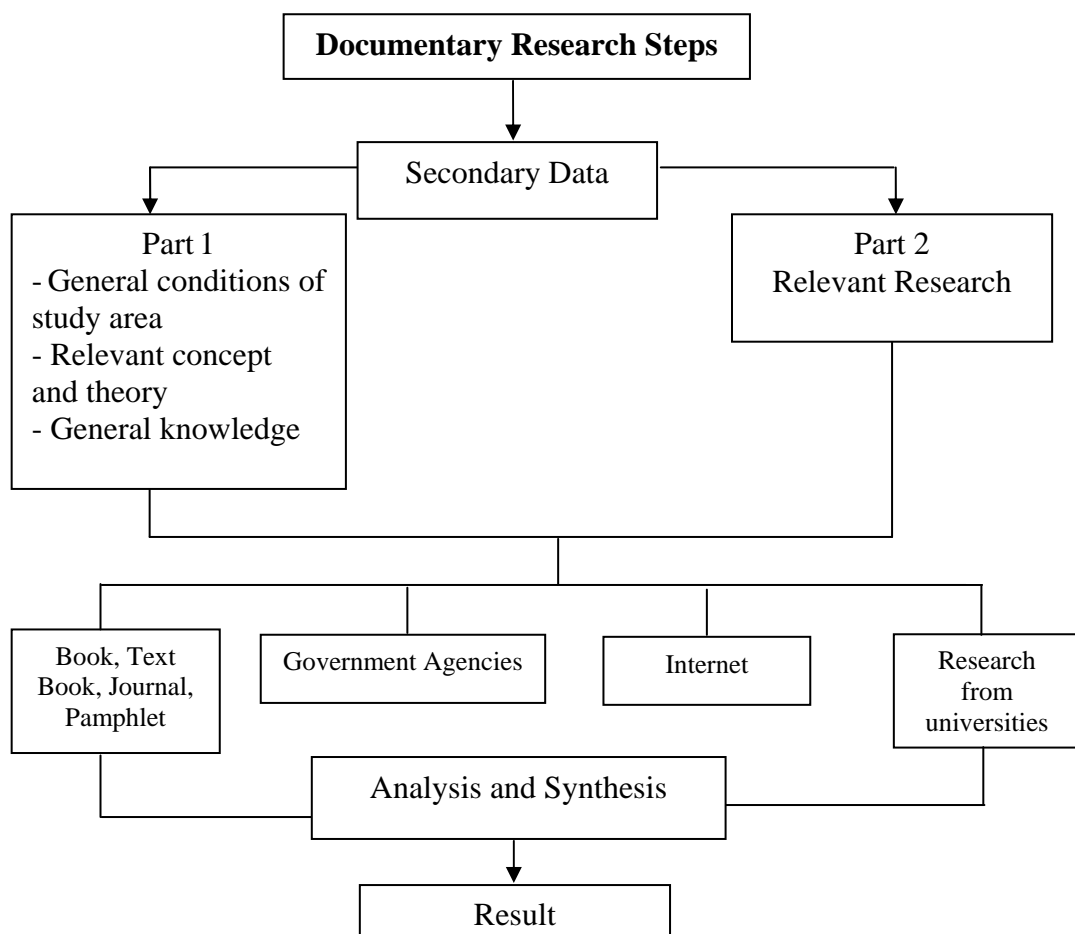 Documentary Research Steps
Secondary Data
Part 1
- General conditions of
study area
- Relevant concept
and theory
- General knowledge
Part 2
Relevant Research
Book, Text
Book, Journal,
Pamphlet
Government Agencies
Internet
Research
from
universities
Analysis and Synthesis
Result